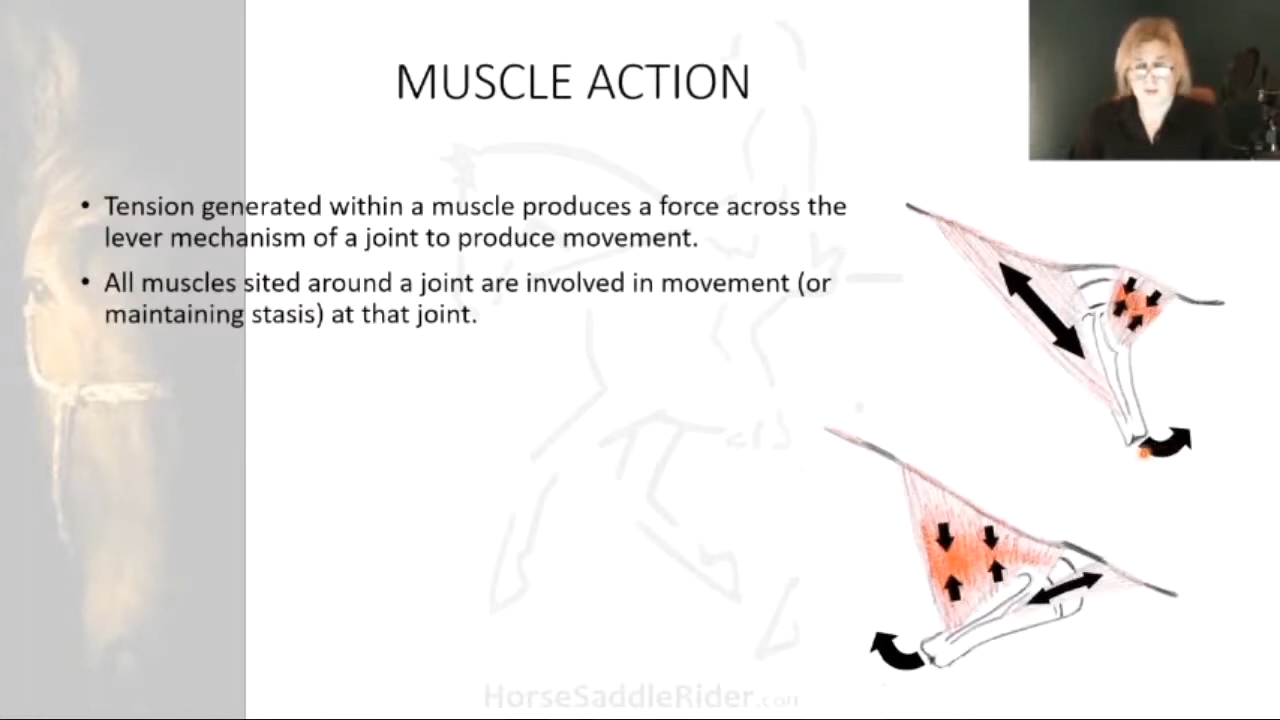 MUSCLE ACTION
• Tension generated within a muscle produces a force across the
lever mechanism of a joint to produce movement.
• All muscles sited around a joint are involved in movement (or
maintaining stasis) at that joint.
HorseSaddleRider.com